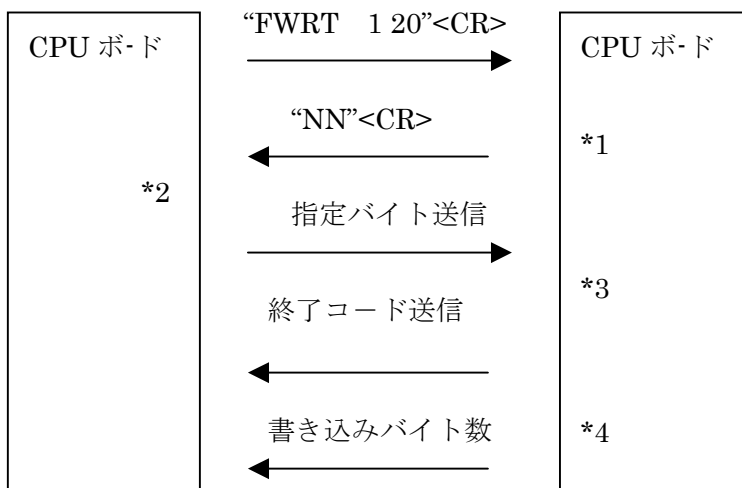 “FWRT　1 20”<CR>
CPU ボ-ド
CPU ボ-ド
“NN”<CR>
*1
*2
指定バイト送信
*3
終了コード送信
書き込みバイト数
*4